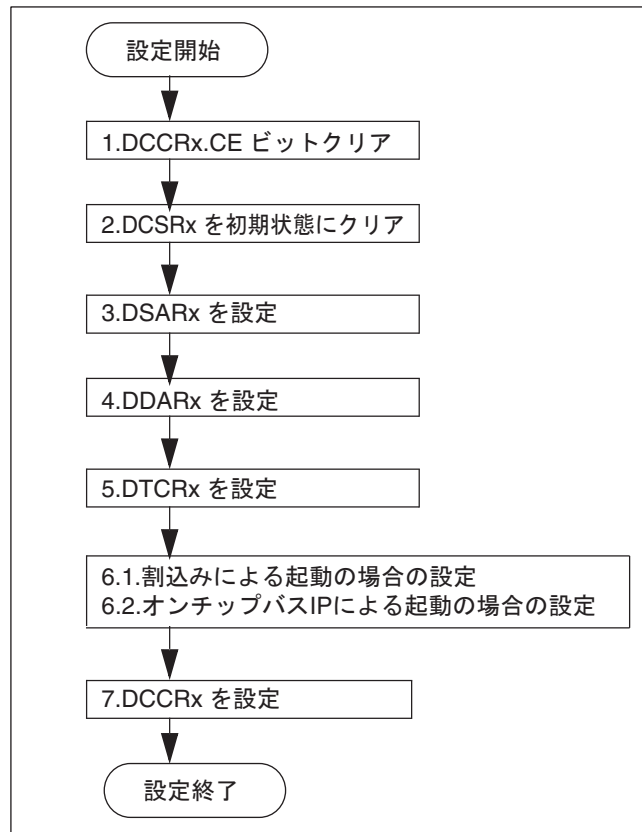 設定開始
1.DCCRx.CE ビットクリア
2.DCSRx を初期状態にクリア
3.DSARx を設定
4.DDARx を設定
5.DTCRx を設定
6.1.割込みによる起動の場合の設定
6.2.オンチップバスIPによる起動の場合の設定
7.DCCRx を設定
設定終了